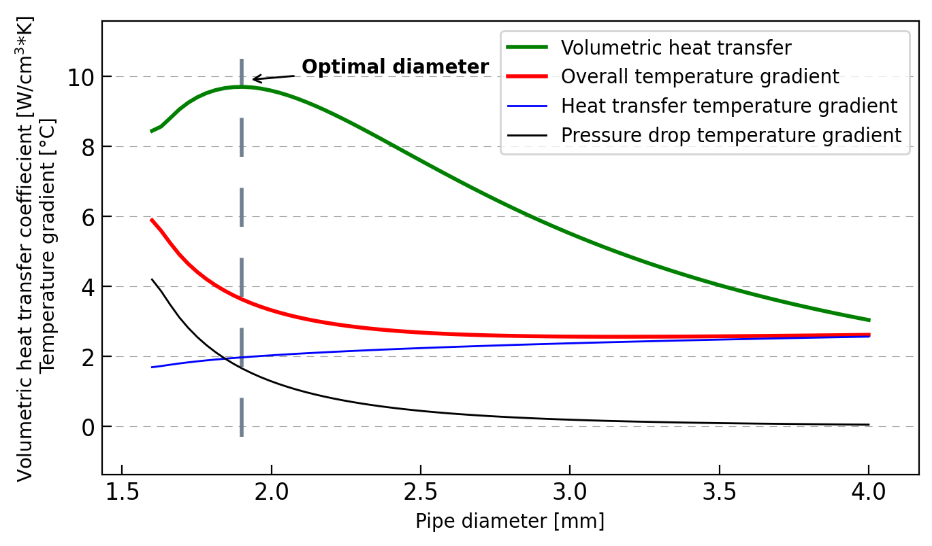 Volumetric heat transfer coeffiecient [W/cm³*K]
Temperature gradient [°C]
10
8
6
4
2
0
Optimal diameter
Volumetric heat transfer
Overall temperature gradient
Heat transfer temperature gradient
Pressure drop temperature gradient
1.5 2.0 2.5 3.0 3.5 4.0
Pipe diameter [mm]